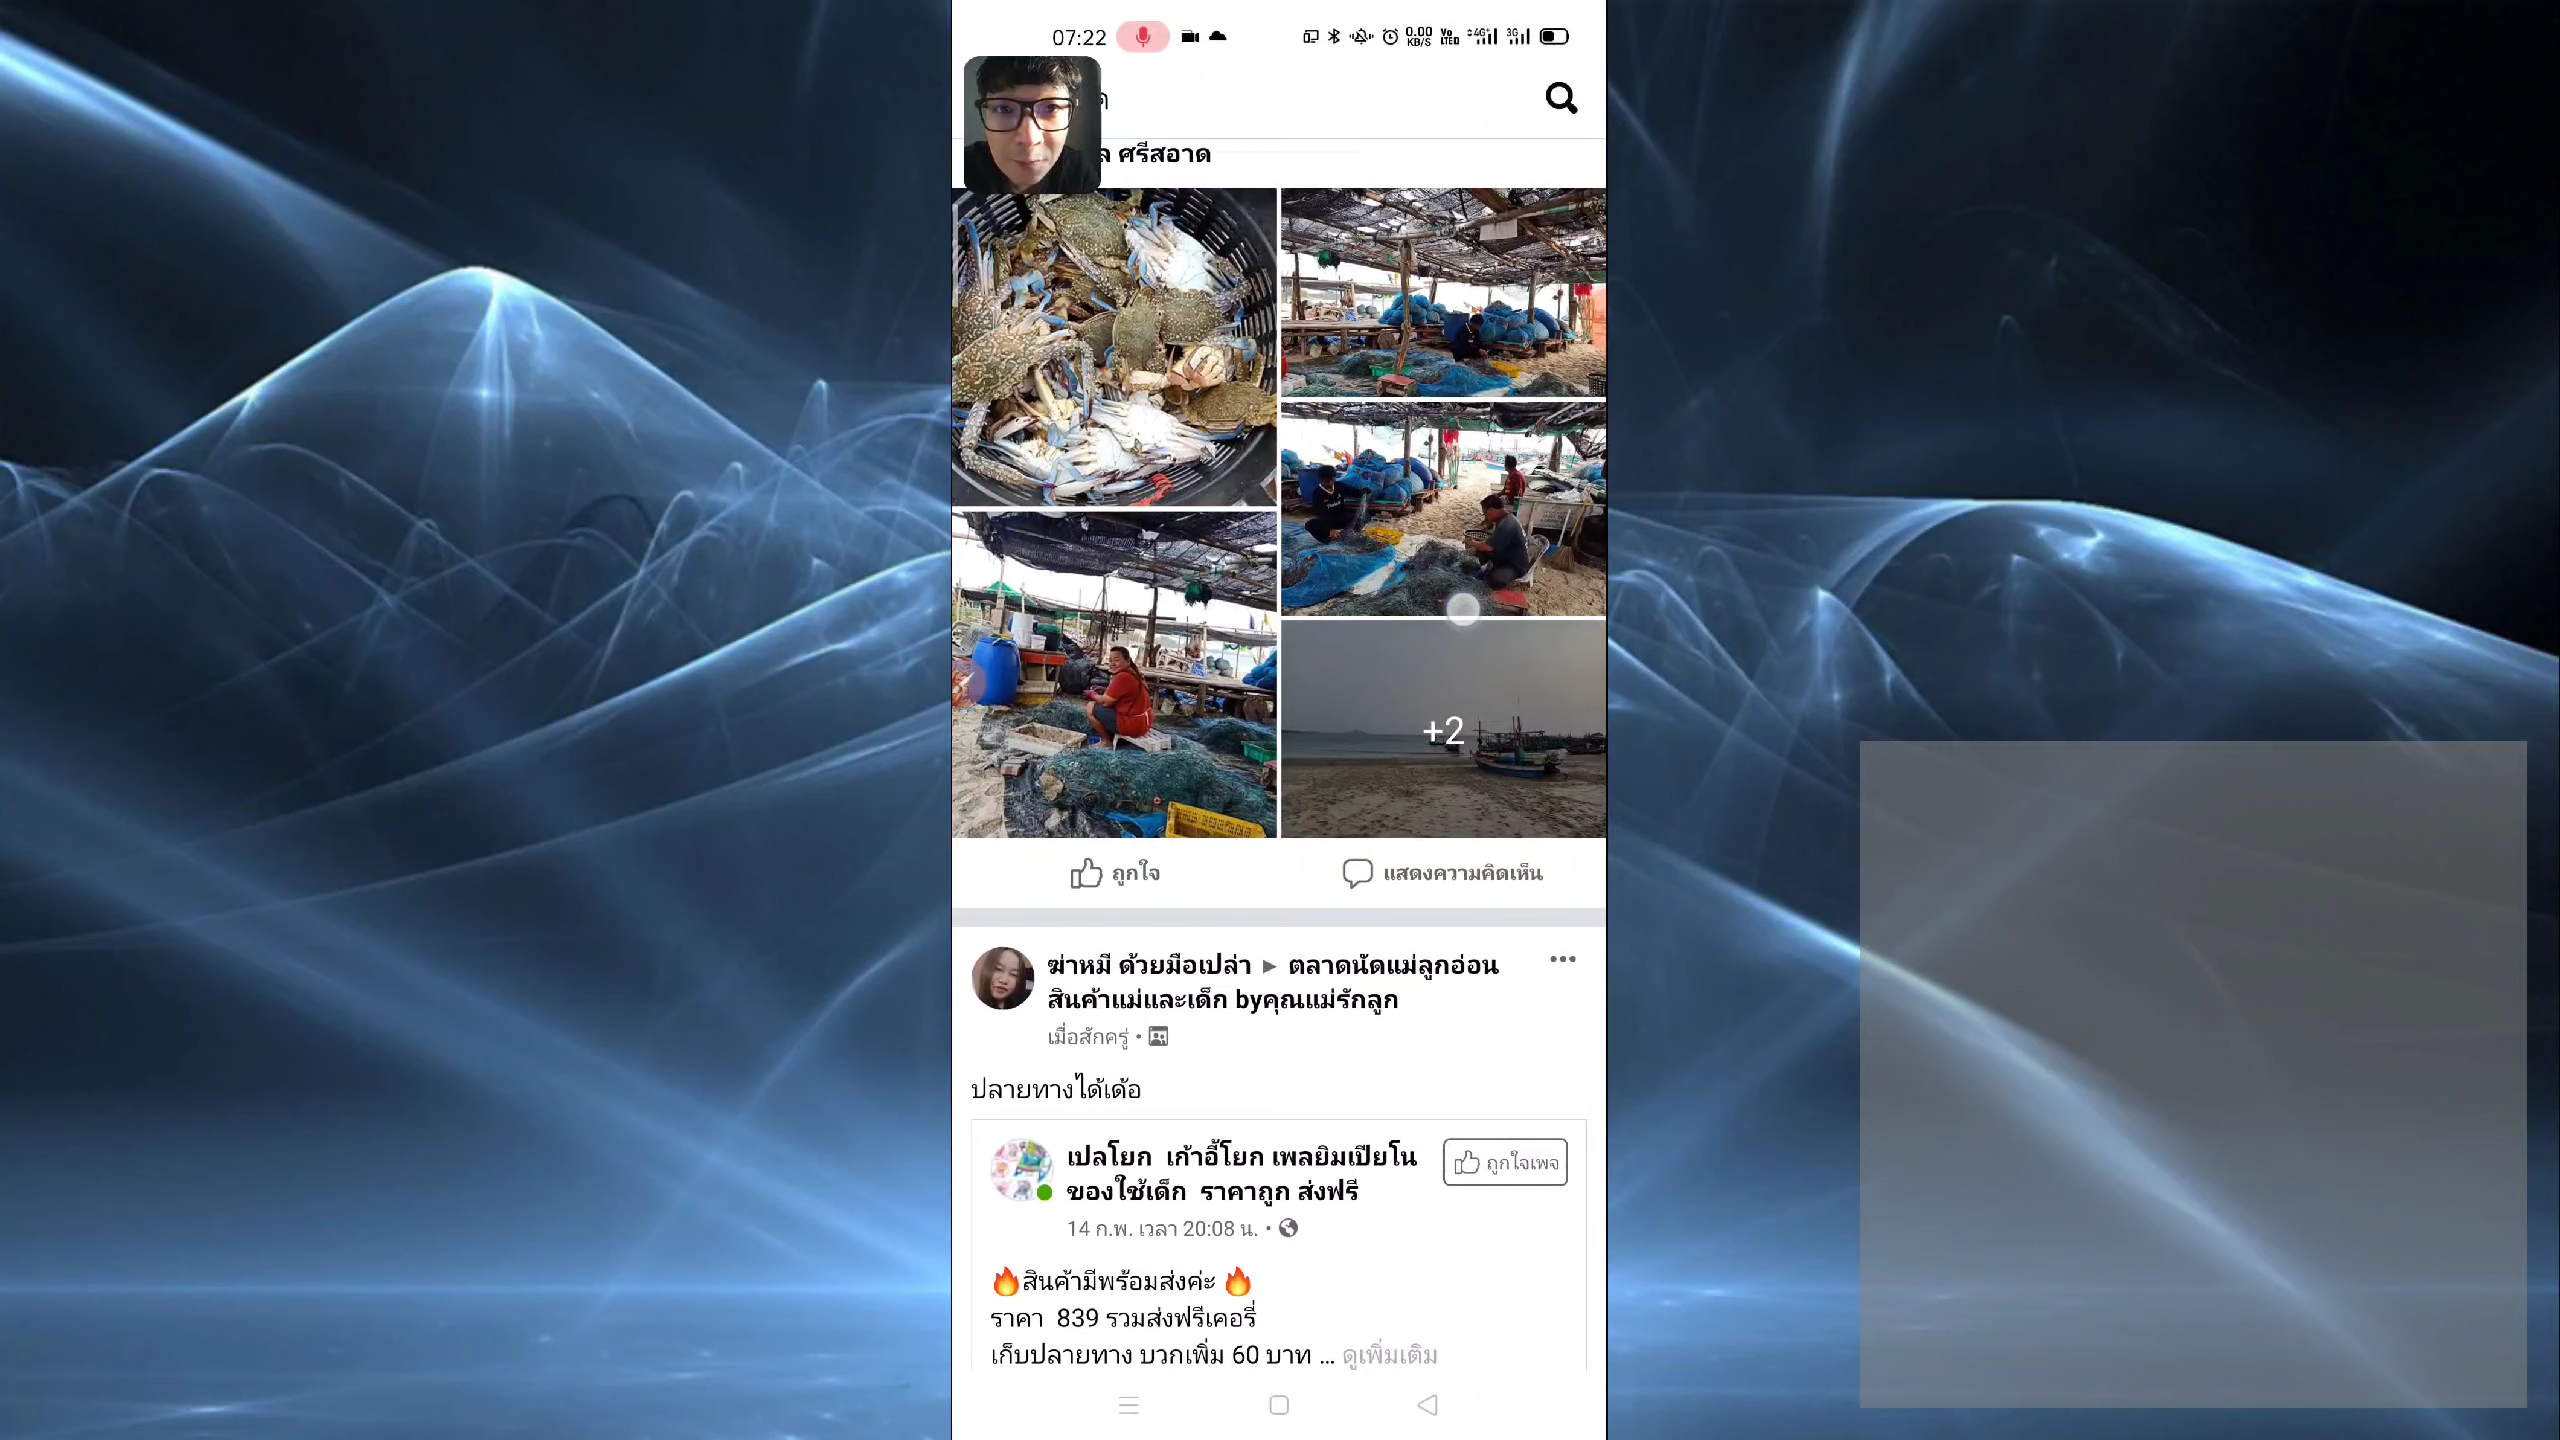 07:22
0.00
KB/S
Vo
LTE
4G+
3G
ล ศรีสอาด
+2
ถูกใจ
แสดงความคิดเห็น
ฆ่าหมี ด้วยมือเปล่า ▸ ตลาดนัดแม่ลูกอ่อน
สินค้าแม่และเด็ก byคุณแม่รักลูก
เมื่อสักครู่ •
ปลายทางได้เด้อ
เปลโยก เก้าอี้โยก เพลยิมเปียโน
ของใช้เด็ก ราคาถูก ส่งฟรี
ถูกใจเพจ
14 ก.พ. เวลา 20:08 น. •
🔥สินค้ามีพร้อมส่งค่ะ 🔥
ราคา 839 รวมส่งฟรีเคอรี่
เก็บปลายทาง บวกเพิ่ม 60 บาท ... ดูเพิ่มเติม